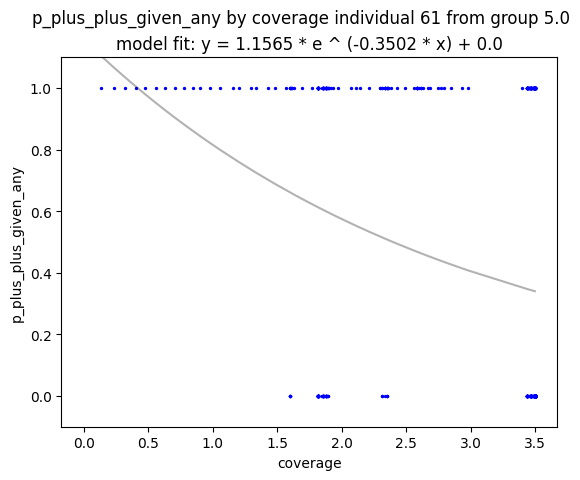 p_plus_plus_given_any by coverage individual 61 from group 5.0
model fit: y = 1.1565 * e ^ (-0.3502 * x) + 0.0
1.0
0.8
0.6
0.4
0.2
0.0
p_plus_plus_given_any
0.0 0.5 1.0 1.5 2.0 2.5 3.0 3.5
coverage